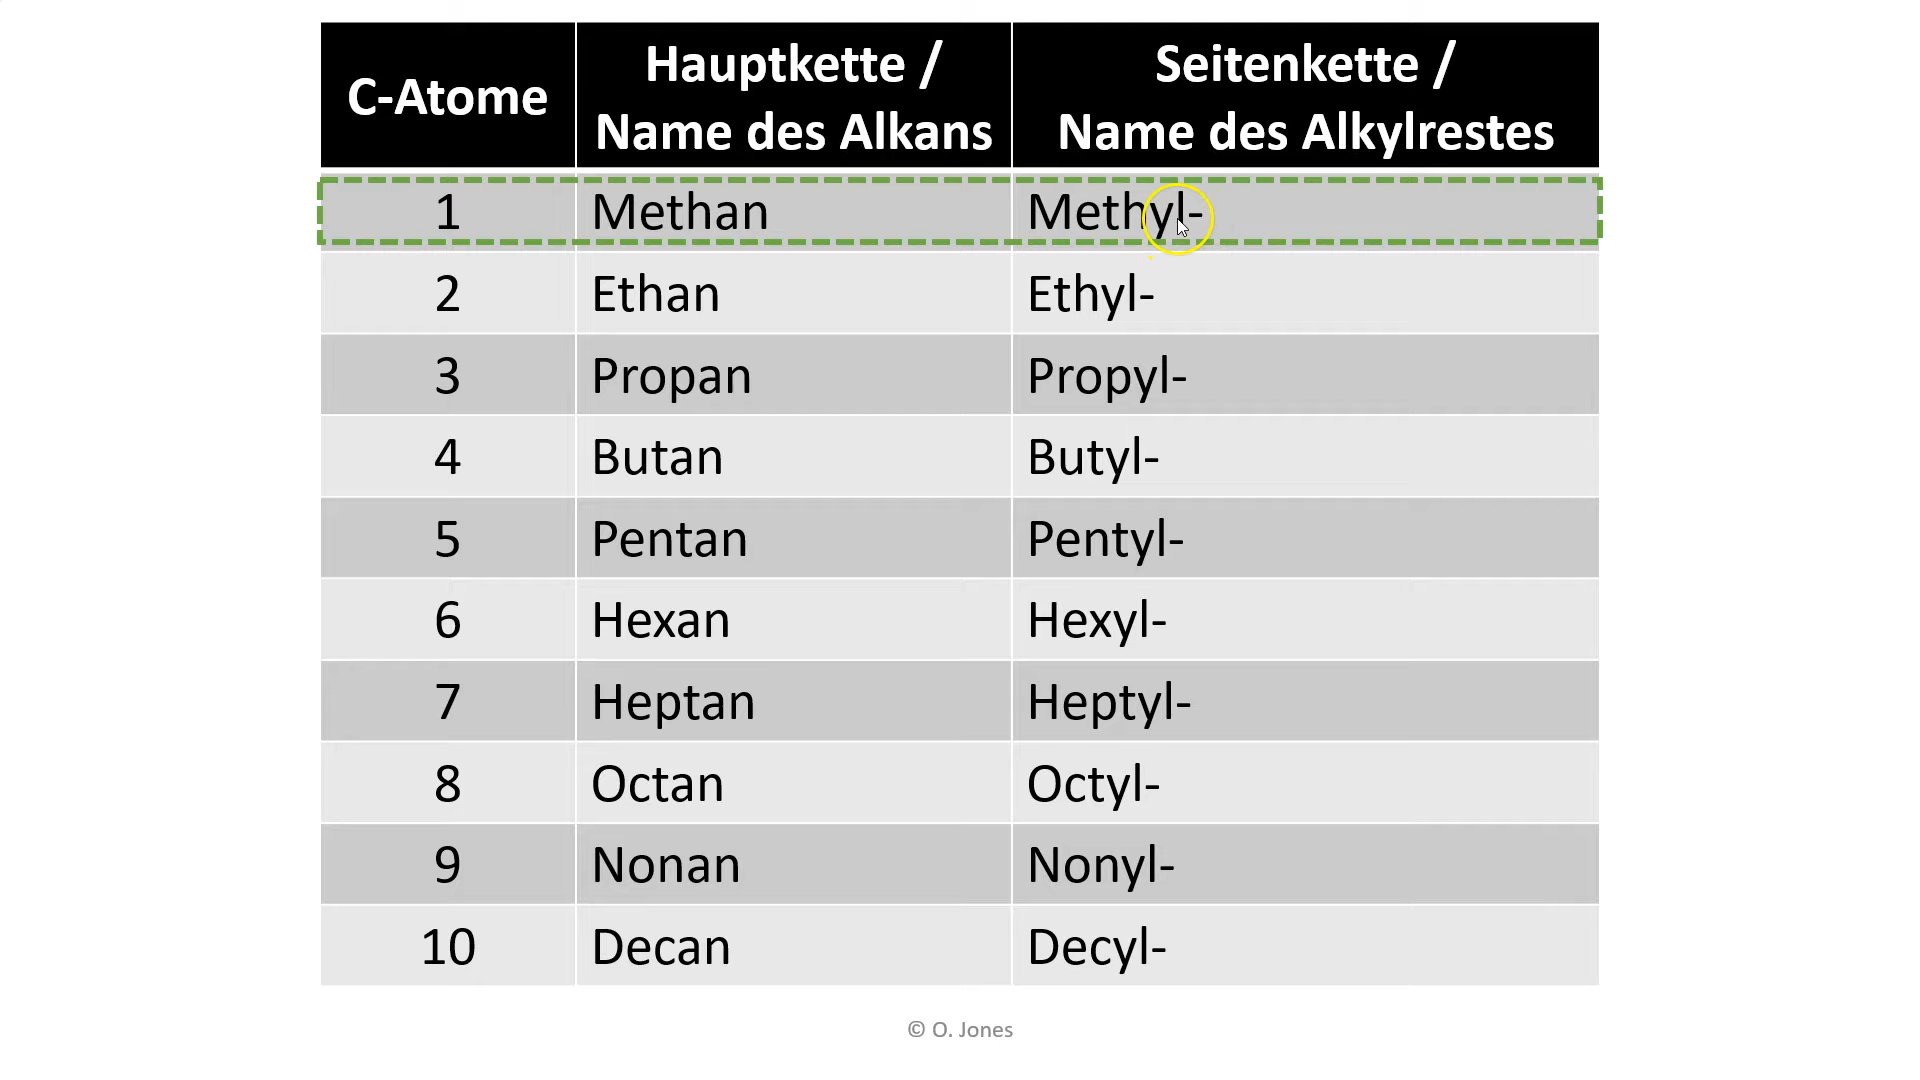 C-Atome
Hauptkette /
Name des Alkans
Seitenkette /
Name des Alkylrestes
1 Methan Methyl-
2 Ethan Ethyl-
3 Propan Propyl-
4 Butan Butyl-
5 Pentan Pentyl-
6 Hexan Hexyl-
7 Heptan Heptyl-
8 Octan Octyl-
9 Nonan Nonyl-
10 Decan Decyl-
© O. Jones